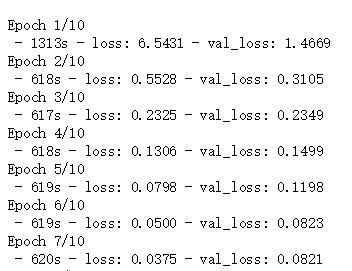 Epoch 1/10
- 1313s - loss: 6.5431 - val_loss: 1.4669
Epoch 2/10
- 618s - loss: 0.5528 - val_loss: 0.3105
Epoch 3/10
- 617s - loss: 0.2325 - val_loss: 0.2349
Epoch 4/10
- 618s - loss: 0.1306 - val_loss: 0.1499
Epoch 5/10
- 619s - loss: 0.0798 - val_loss: 0.1198
Epoch 6/10
- 619s - loss: 0.0500 - val_loss: 0.0823
Epoch 7/10
- 620s - loss: 0.0375 - val_loss: 0.0821